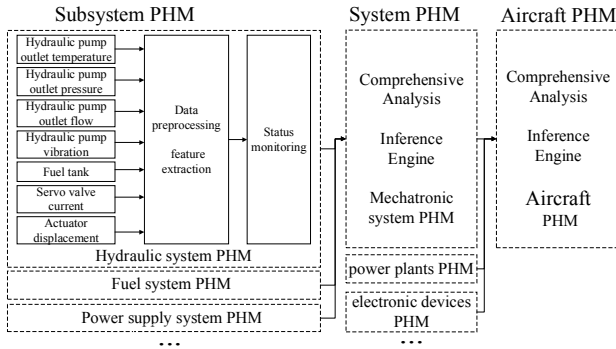 Subsystem PHM
Hydraulic pump
outlet temperature
Hydraulic pump
outlet pressure
Hydraulic pump
outlet flow
Hydraulic pump
vibration
Fuel tank
Servo valve
current
Actuator
displacement
Data
preprocessing
feature
extraction
Status
monitoring
Hydraulic system PHM
Fuel system PHM
Power supply system PHM
...
System PHM
Comprehensive
Analysis
Inference
Engine
Mechatronic
system PHM
power plants PHM
electronic devices
PHM
...
Aircraft PHM
Comprehensive
Analysis
Inference
Engine
Aircraft
PHM